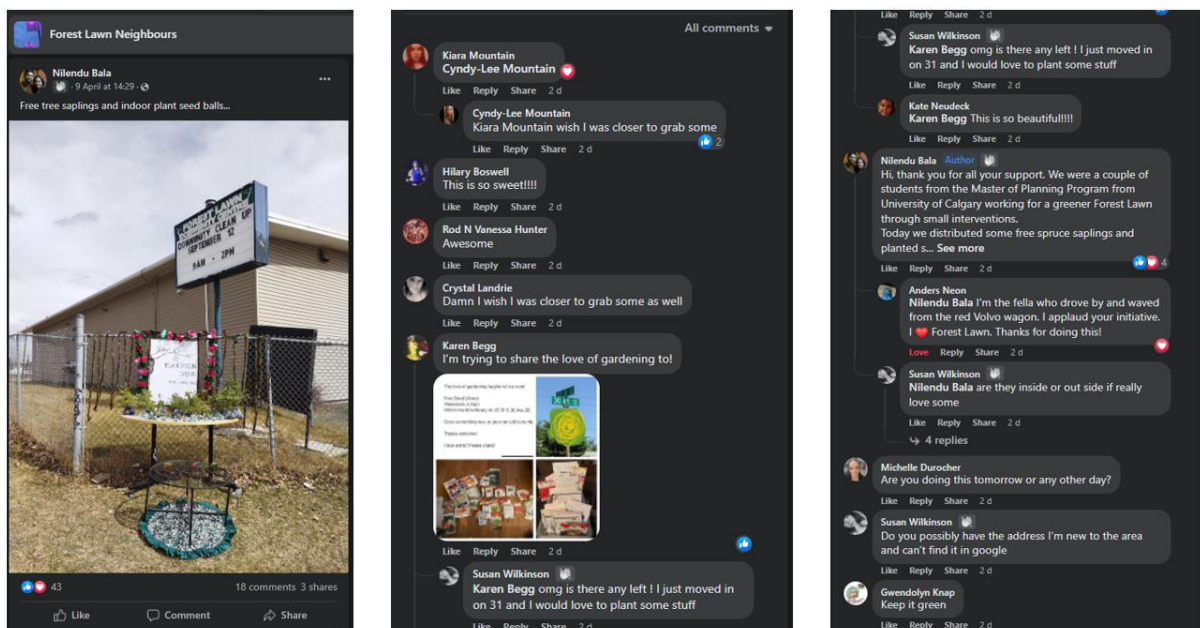 Forest Lawn Neighbours
Nilendu Bala
· 9 April at 14:29 ·
Free tree saplings and indoor plant seed balls...
FOREST LAWN
COMMUNITY CENTRE
COMMUNITY CLEAN UP
SEPTEMBER 12
9AM - 2PM
43
18 comments 3 shares
Like Comment Share
All comments
Kiara Mountain
Cyndy-Lee Mountain
Like Reply Share 2 d
Cyndy-Lee Mountain
Kiara Mountain wish I was closer to grab some
2
Like Reply Share 2 d
Hilary Boswell
This is so sweet!!!!
Like Reply Share 2 d
Rod N Vanessa Hunter
Awesome
Like Reply Share 2 d
Crystal Landrie
Damn I wish I was closer to grab some as well
Like Reply Share 2 d
Karen Begg
I'm trying to share the love of gardening to!
Like Reply Share 2 d
Susan Wilkinson
Karen Begg omg is there any left ! I just moved in
on 31 and I would love to plant some stuff
Like Reply Share 2 d
Like Reply Share 2 d
Susan Wilkinson
Karen Begg omg is there any left ! I just moved in
on 31 and I would love to plant some stuff
Like Reply Share 2 d
Kate Neudeck
Karen Begg This is so beautiful!!!!
Like Reply Share 2 d
Nilendu Bala Author
Hi, thank you for all your support. We were a couple of
students from the Master of Planning Program from
University of Calgary working for a greener Forest Lawn
through small interventions.
Today we distributed some free spruce saplings and
planted s... See more
4
Like Reply Share 2 d
Anders Neon
Nilendu Bala I'm the fella who drove by and waved
from the red Volvo wagon. I applaud your initiative.
I ❤️ Forest Lawn. Thanks for doing this!
Love Reply Share 2 d
Susan Wilkinson
Nilendu Bala are they inside or out side if really
love some
Like Reply Share 2 d
4 replies
Michelle Durocher
Are you doing this tomorrow or any other day?
Like Reply Share 2 d
Susan Wilkinson
Do you possibly have the address I'm new to the area
and can't find it in google
Like Reply Share 2 d
Gwendolyn Knap
Keep it green
Like Reply Share 2 d